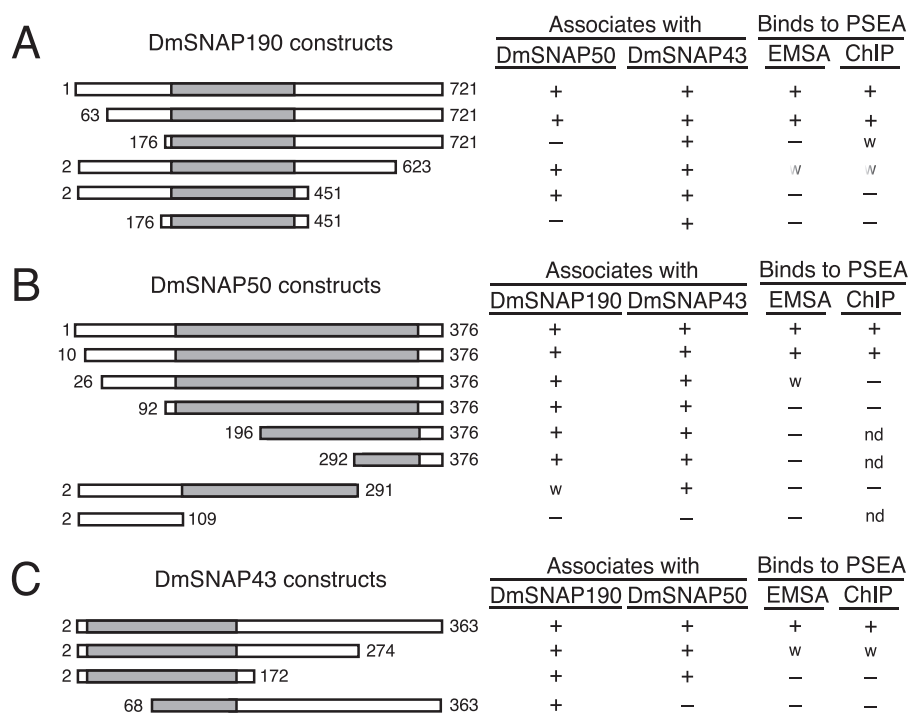 A DmSNAP190 constructs Associates with Binds to PSEA
DmSNAP50 DmSNAP43 EMSA ChIP
1 721 + + + +
63 721 + + + +
176 721 — + — w
2 623 + + w w
2 451 + + — —
176 451 — + — —
B DmSNAP50 constructs Associates with Binds to PSEA
DmSNAP190 DmSNAP43 EMSA ChIP
1 376 + + + +
10 376 + + + +
26 376 + + w —
92 376 + + — —
196 376 + + — nd
292 376 + + — nd
2 291 w + — —
2 109 — — — nd
C DmSNAP43 constructs Associates with Binds to PSEA
DmSNAP190 DmSNAP50 EMSA ChIP
2 363 + + + +
2 274 + + w w
2 172 + + — —
68 363 + — — —